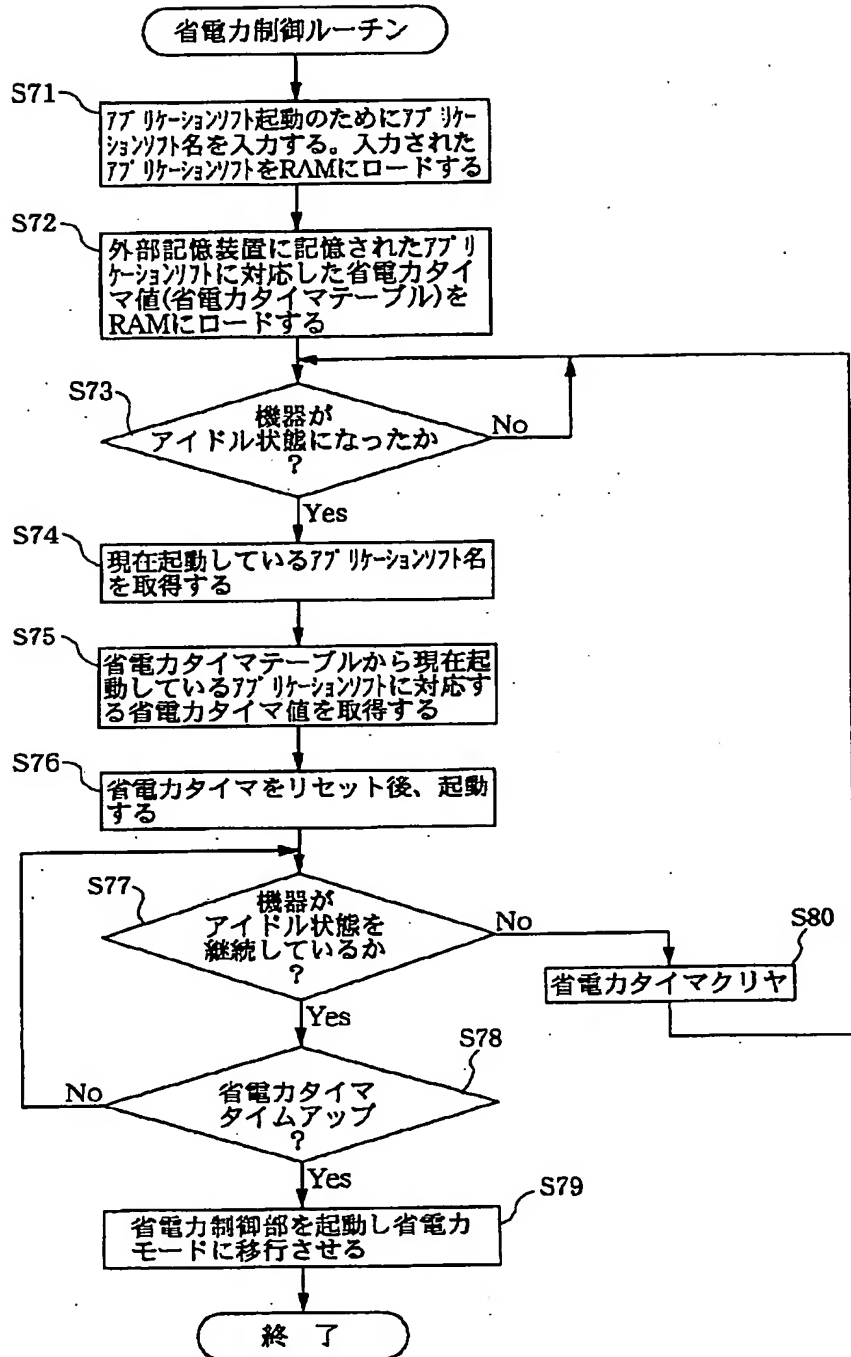 省電力制御ルーチン
S71
アプリケーションソフト起動のためにアプリケー
ションソフト名を入力する。入力された
アプリケーションソフトをRAMにロードする
S72
外部記憶装置に記憶されたアプリ
ケーションソフトに対応した省電力タイ
マ値(省電力タイマテーブル)を
RAMにロードする
S73
機器が
アイドル状態になったか
?
No
Yes
S74
現在起動しているアプリケーションソフト名
を取得する
S75
省電力タイマテーブルから現在起
動しているアプリケーションソフトに対応す
る省電力タイマ値を取得する
S76
省電力タイマをリセット後、起動
する
S77
機器が
アイドル状態を
継続しているか
?
No
S80
省電力タイマクリヤ
Yes
S78
省電力タイマ
タイムアップ
?
No
Yes
S79
省電力制御部を起動し省電力
モードに移行させる
終 了